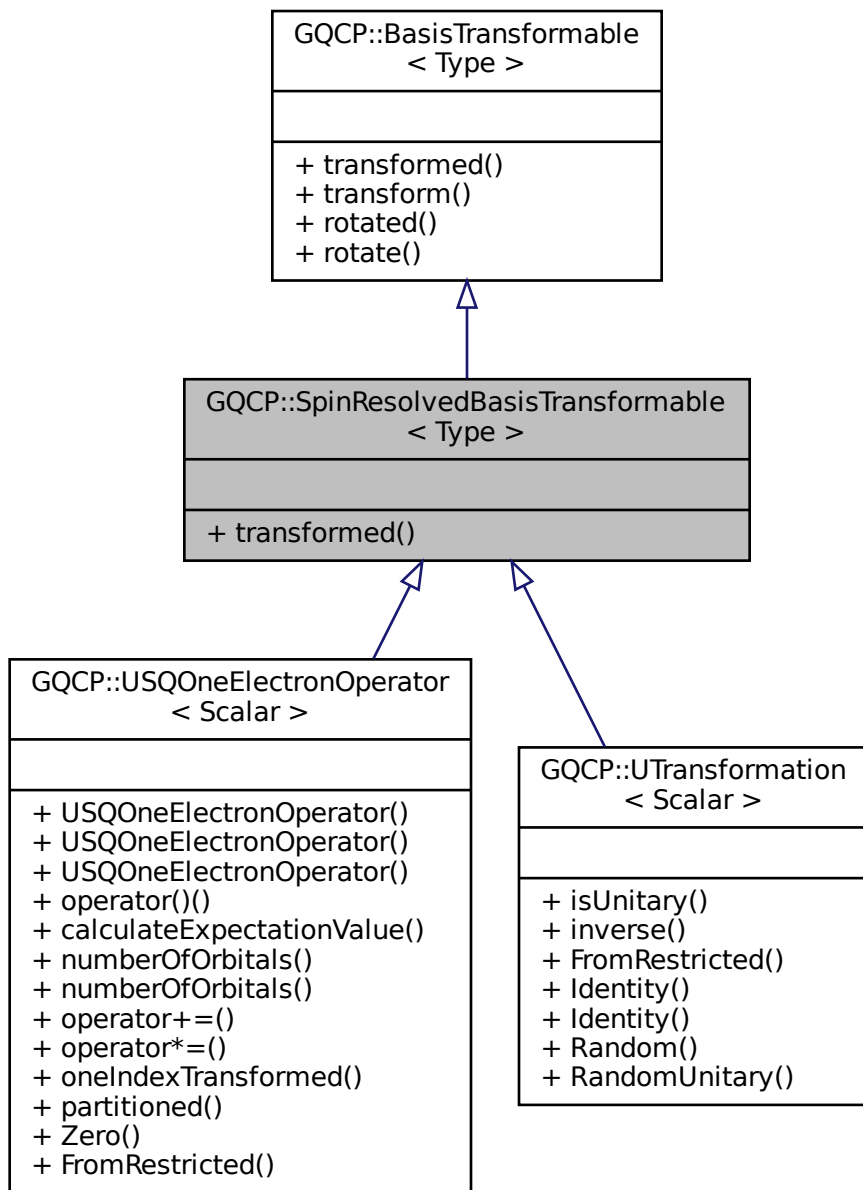 GQCP::BasisTransformable
< Type >
+ transformed()
+ transform()
+ rotated()
+ rotate()
GQCP::SpinResolvedBasisTransformable
< Type >
+ transformed()
GQCP::USQOneElectronOperator
< Scalar >
+ USQOneElectronOperator()
+ USQOneElectronOperator()
+ USQOneElectronOperator()
+ operator()()
+ calculateExpectationValue()
+ numberOfOrbitals()
+ numberOfOrbitals()
+ operator+=()
+ operator*=()
+ oneIndexTransformed()
+ partitioned()
+ Zero()
+ FromRestricted()
GQCP::UTransformation
< Scalar >
+ isUnitary()
+ inverse()
+ FromRestricted()
+ Identity()
+ Identity()
+ Random()
+ RandomUnitary()